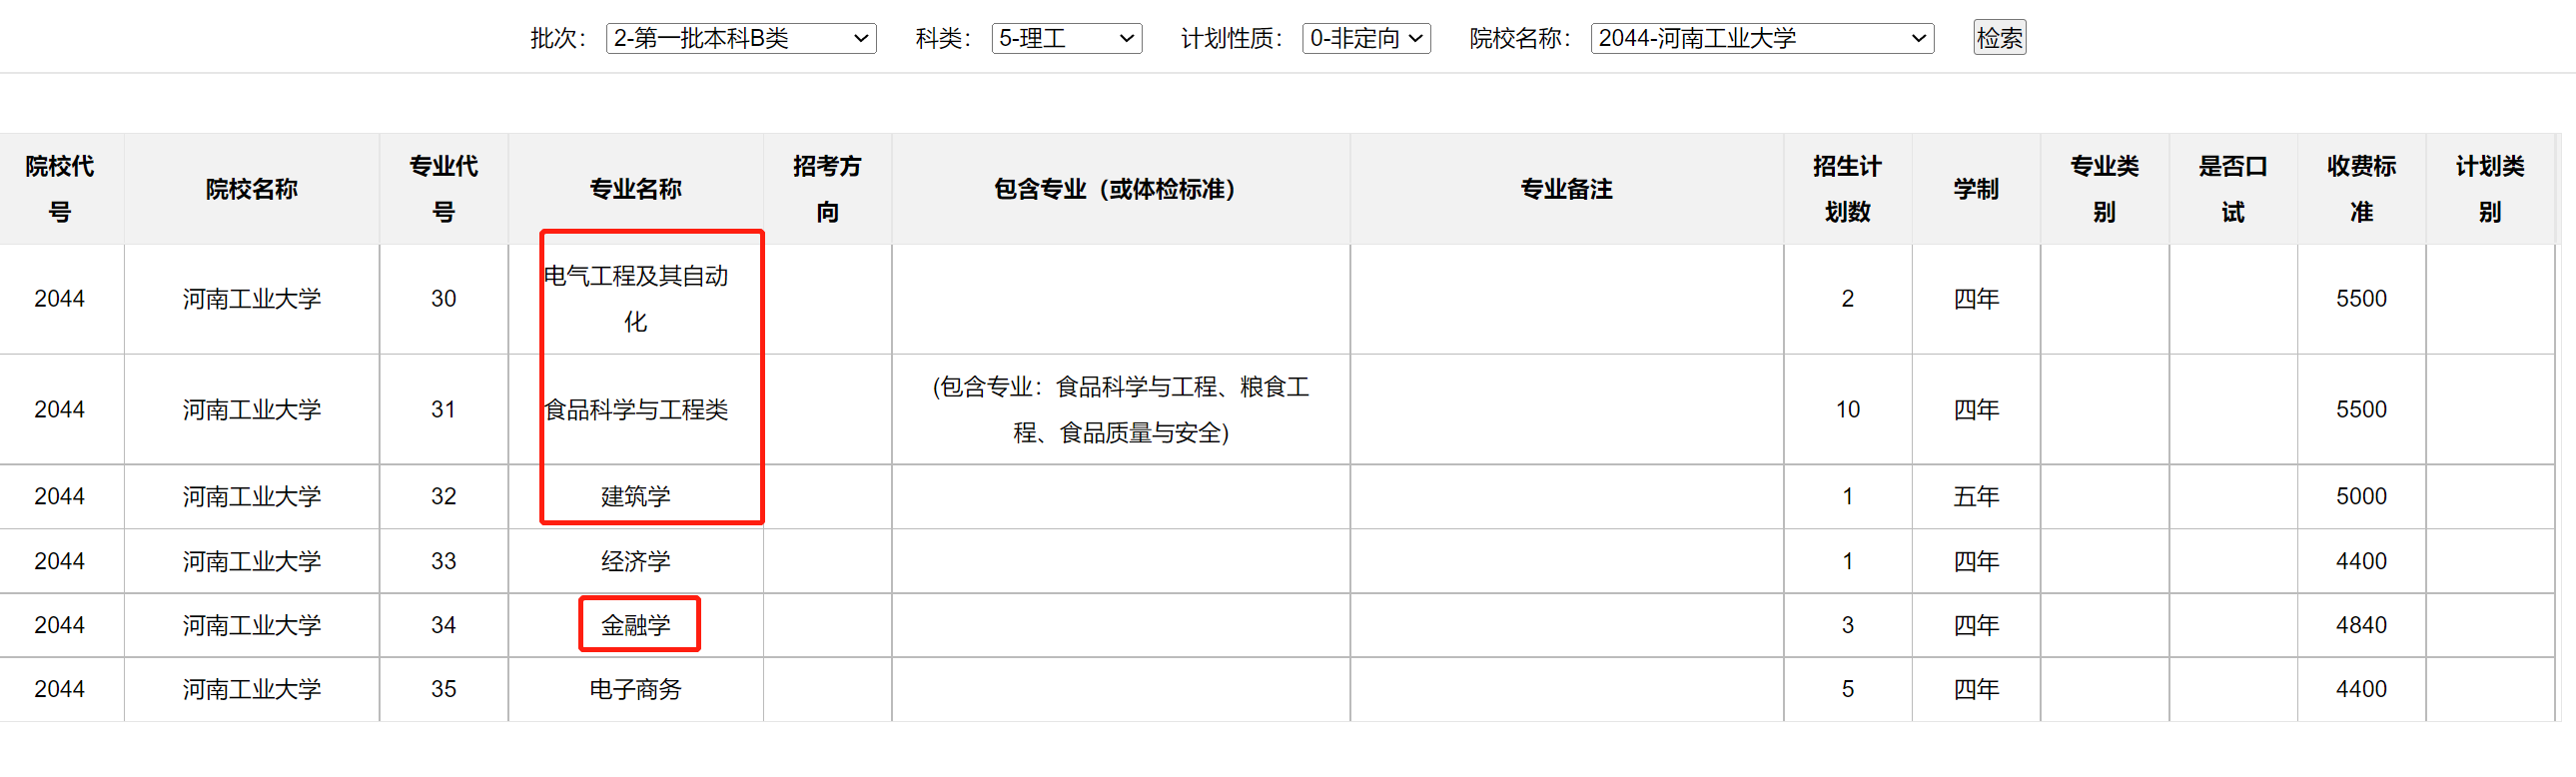 批次： 2-第一批本科B类 科类： 5-理工 计划性质： 0-非定向 院校名称： 2044-河南工业大学 检索
院校代号 院校名称 专业代号 专业名称 招考方向 包含专业（或体检标准） 专业备注 招生计划数 学制 专业类别 是否口试 收费标准 计划类别
2044 河南工业大学 30 电气工程及其自动化 2 四年 5500
2044 河南工业大学 31 食品科学与工程类 (包含专业：食品科学与工程、粮食工程、食品质量与安全) 10 四年 5500
2044 河南工业大学 32 建筑学 1 五年 5000
2044 河南工业大学 33 经济学 1 四年 4400
2044 河南工业大学 34 金融学 3 四年 4840
2044 河南工业大学 35 电子商务 5 四年 4400